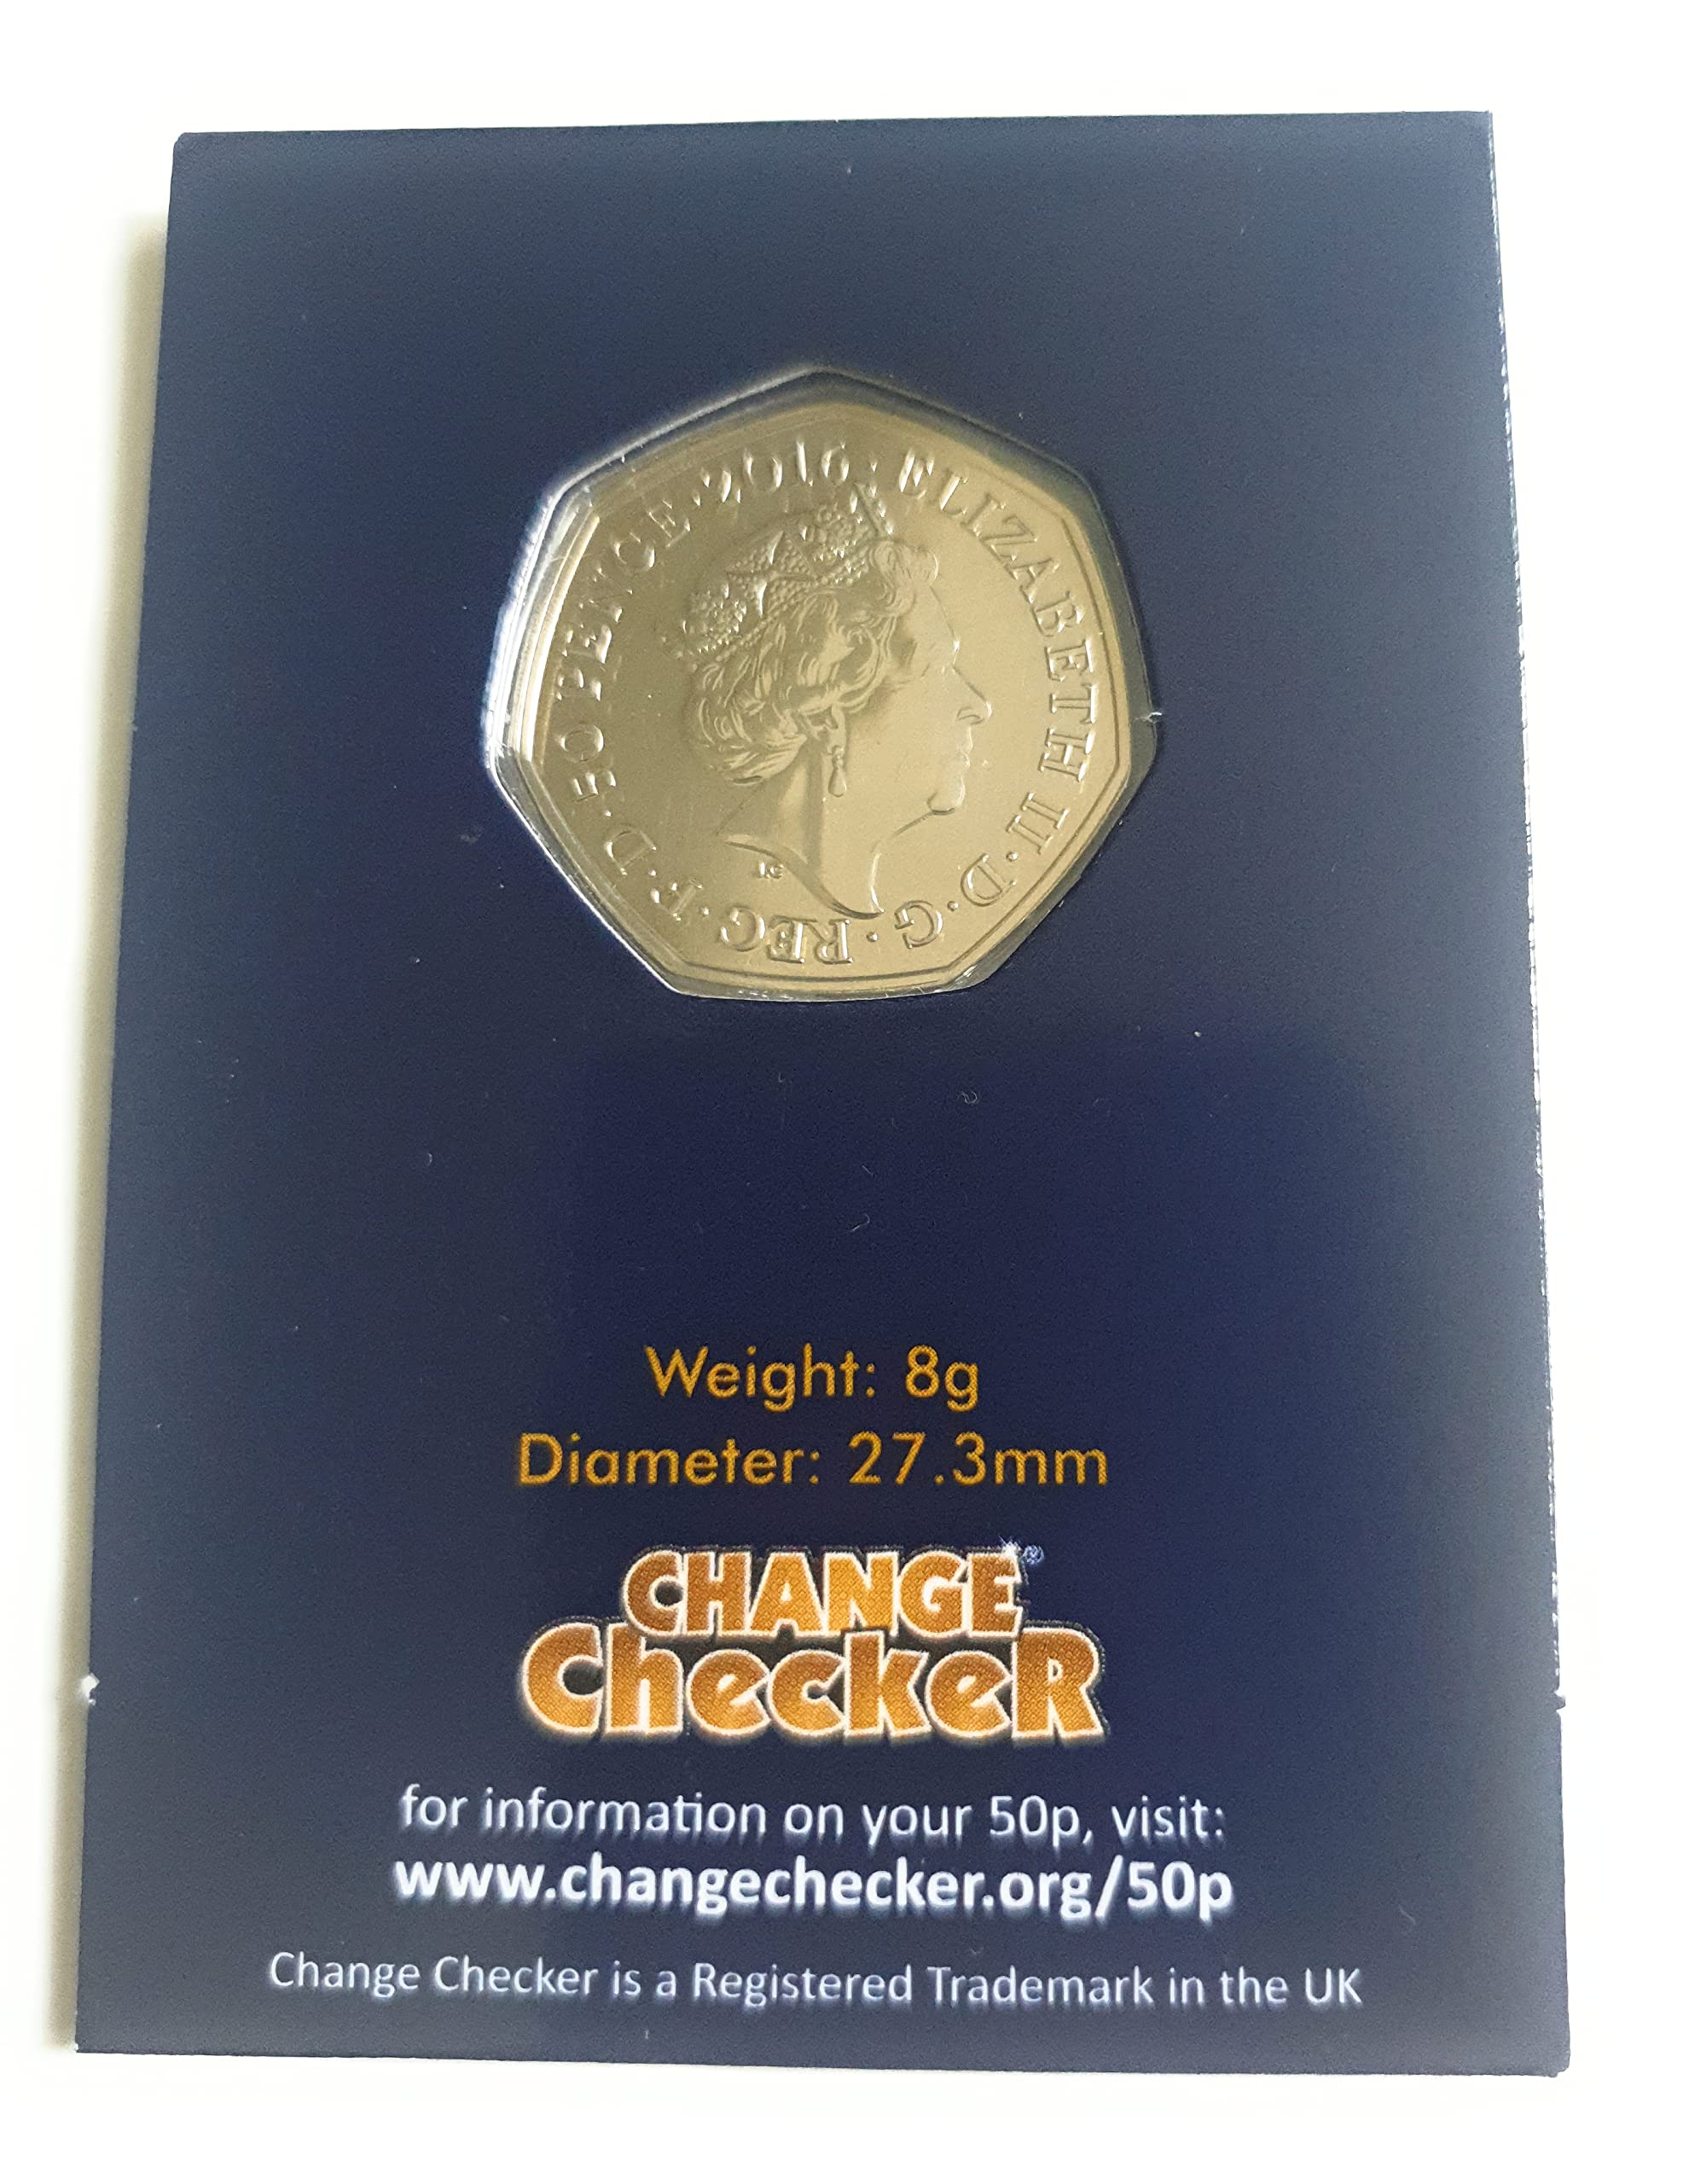 ELIZABETH II · D · G · REG · F · D · 50 PENCE · 2016 ·
Weight: 8g
Diameter: 27.3mm
CHANGE®
CheckeR
for information on your 50p, visit:
www.changechecker.org/50p
Change Checker is a Registered Trademark in the UK